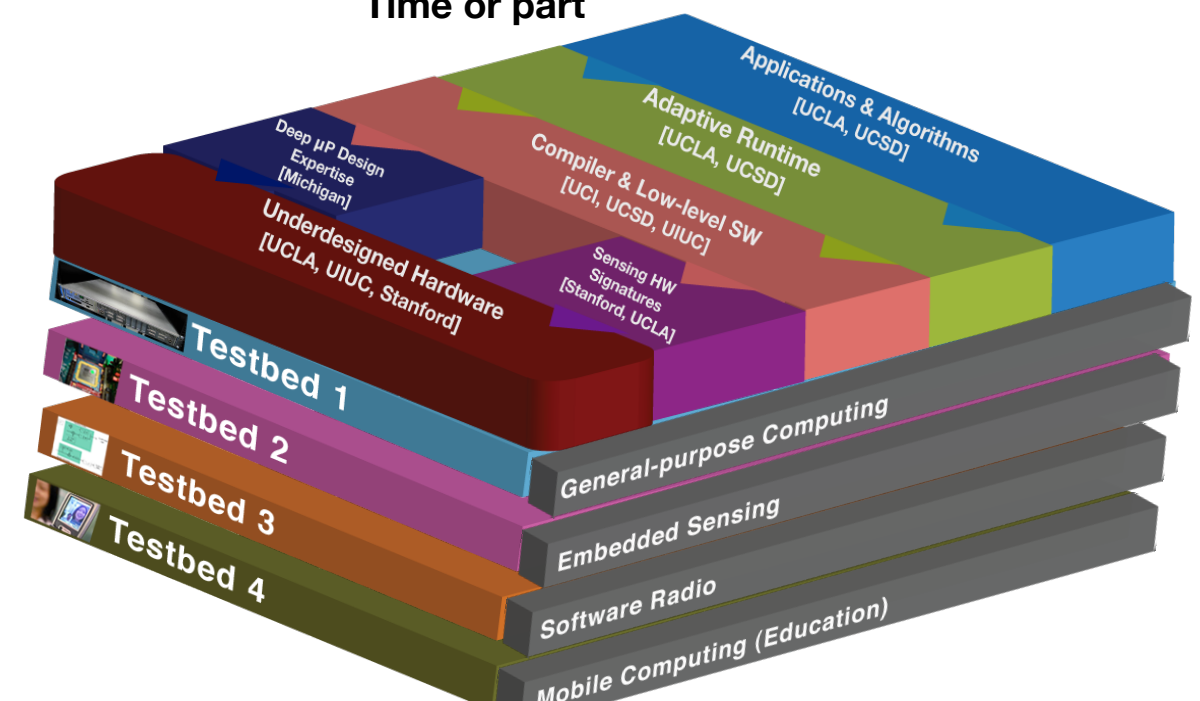 Time or part
Applications & Algorithms
[UCLA, UCSD]
Adaptive Runtime
[UCLA, UCSD]
Compiler & Low-level SW
[UCI, UCSD, UIUC]
Deep µP Design
Expertise
[Michigan]
Underdesigned Hardware
[UCLA, UIUC, Stanford]
Sensing HW
Signatures
[Stanford, UCLA]
Testbed 1
General-purpose Computing
Testbed 2
Embedded Sensing
Testbed 3
Software Radio
Testbed 4
Mobile Computing (Education)